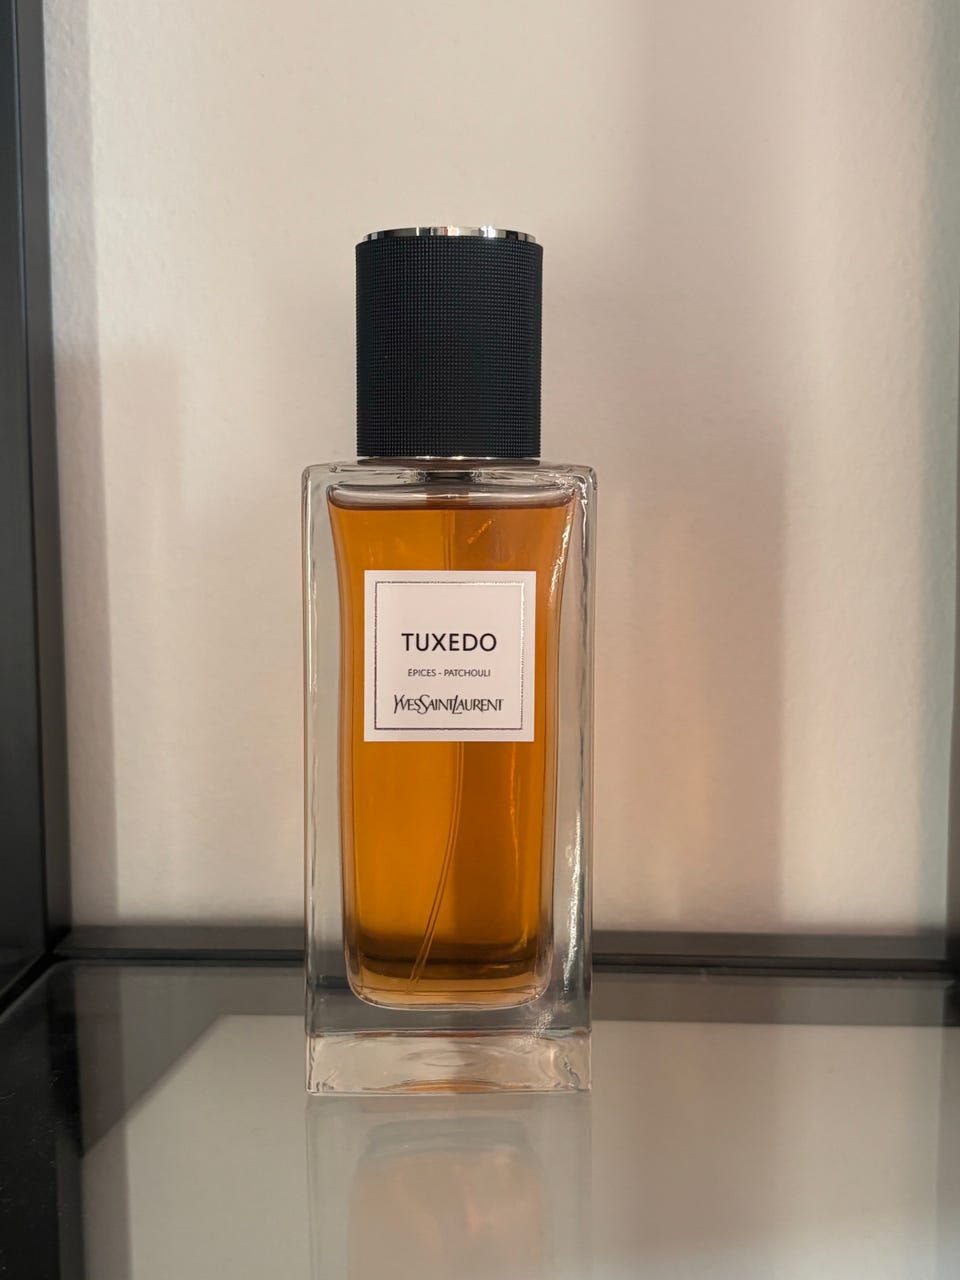 TUXEDO
ÉPICES - PATCHOULI
YVESSAINTLAURENT